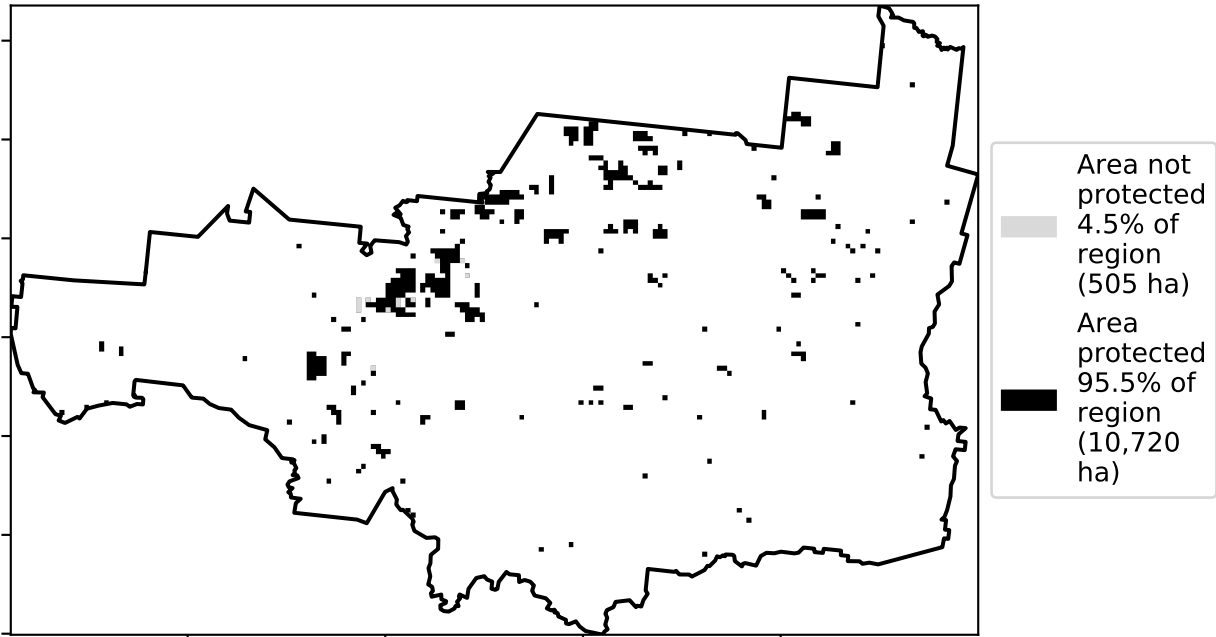 Area not
protected
4.5% of
region
(505 ha)
Area
protected
95.5% of
region
(10,720
ha)